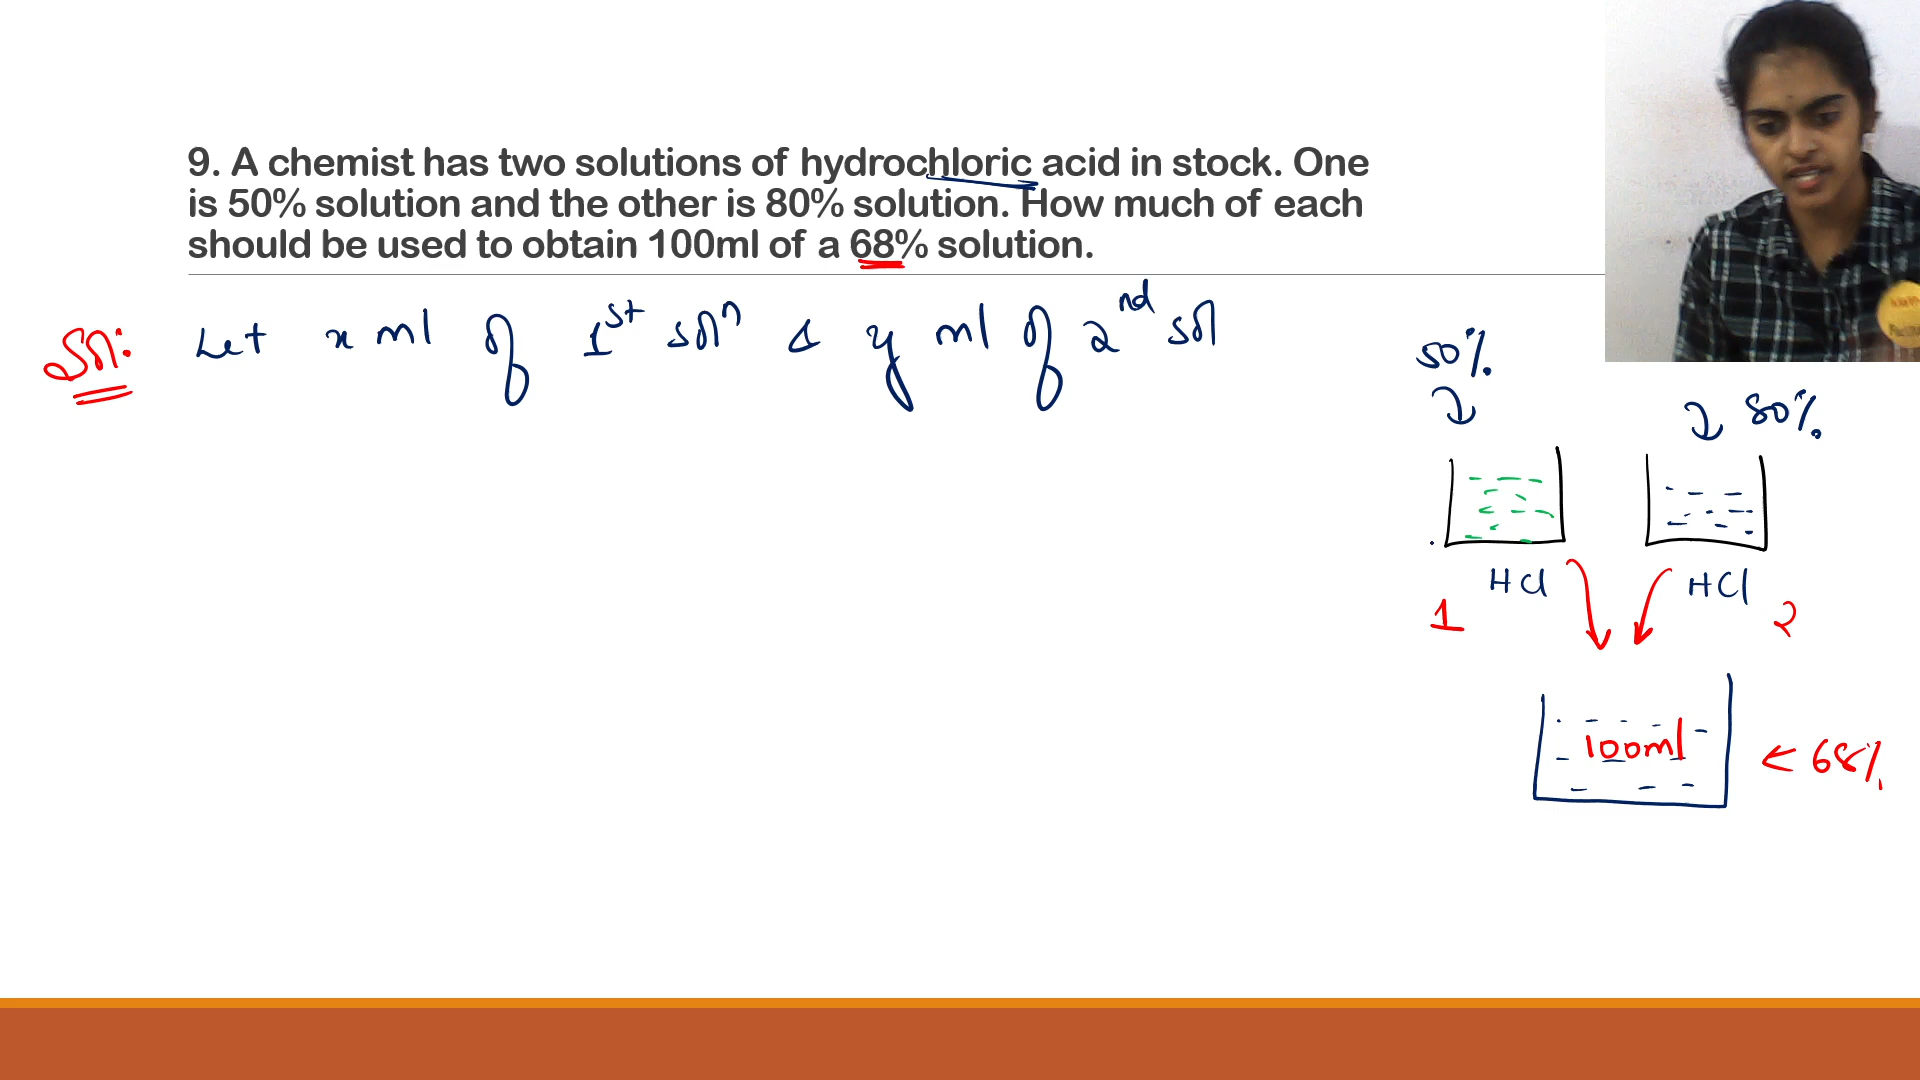 9. A chemist has two solutions of hydrochloric acid in stock. One
is 50% solution and the other is 80% solution. How much of each
should be used to obtain 100ml of a 68% solution.
Sol: Let x ml of 1st soln & y ml of 2nd sol
50%
80%
HCl
HCl
1
2
100ml
< 68%